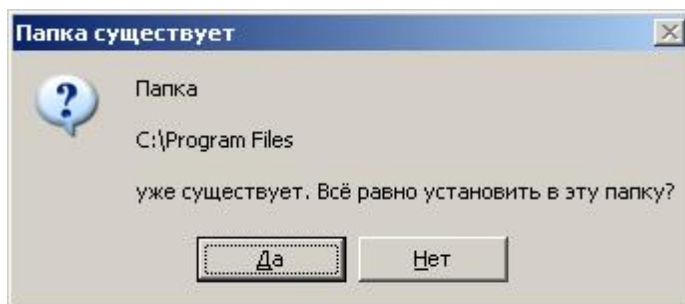 Папка существует
Папка
C:\Program Files
уже существует. Всё равно установить в эту папку?
Да
Нет